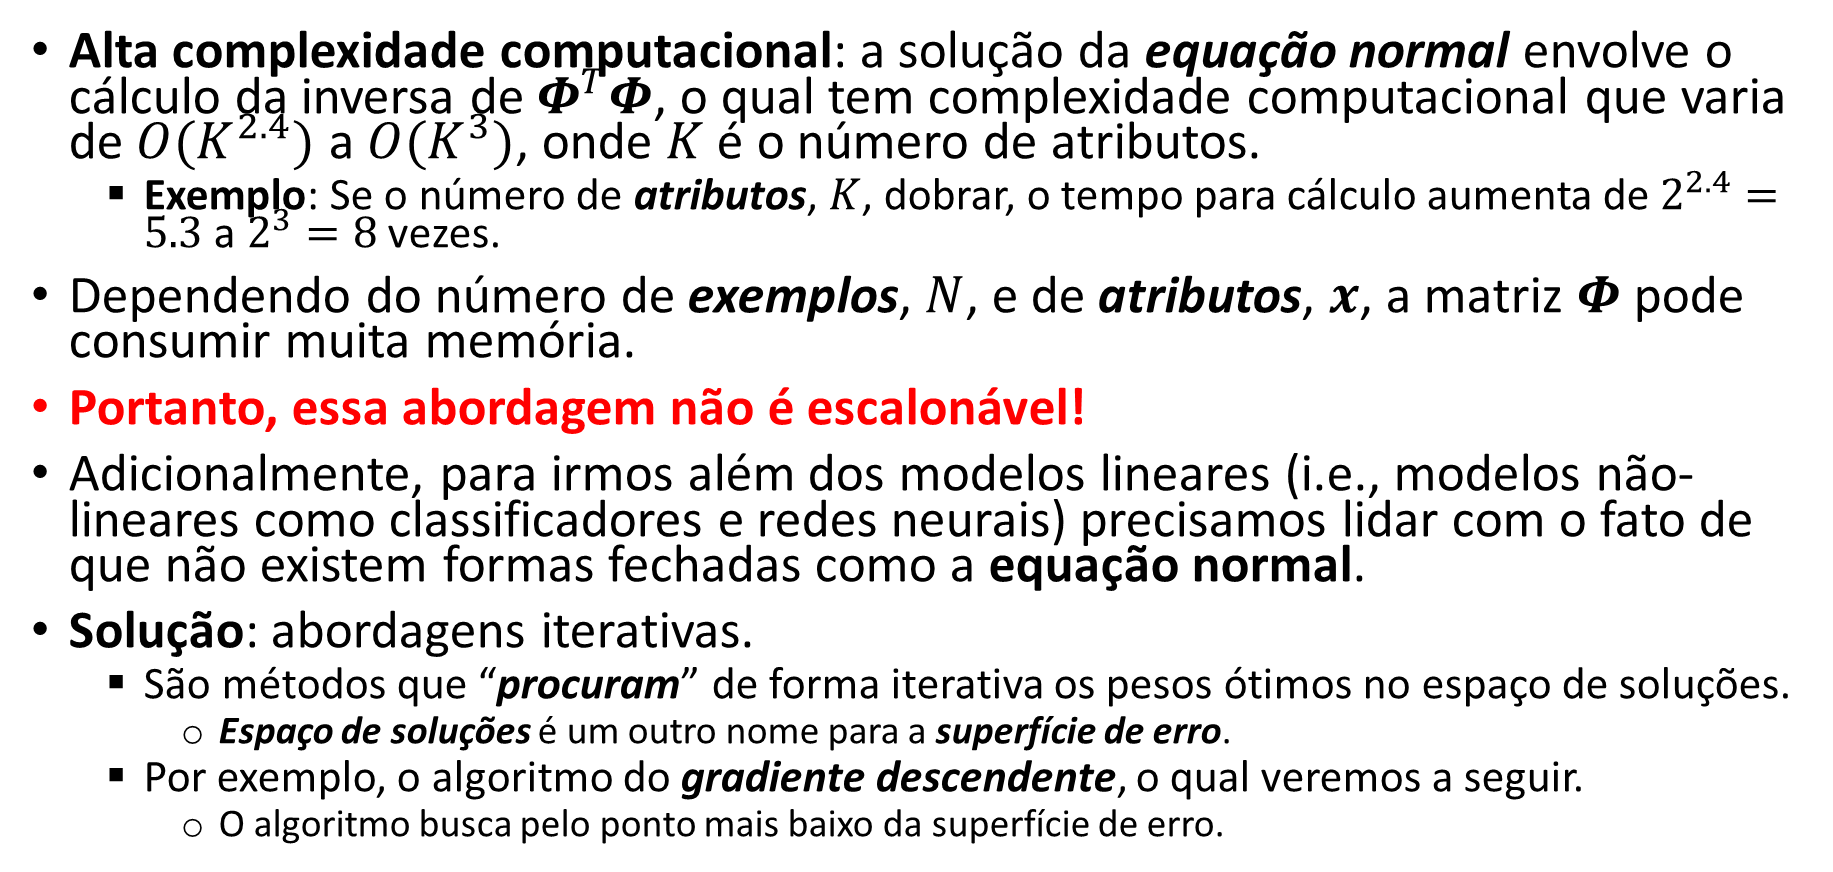 • Alta complexidade computacional: a solução da equação normal envolve o
cálculo da inversa de Φᵀ Φ, o qual tem complexidade computacional que varia
de O(K^2.4) a O(K^3), onde K é o número de atributos.
▪ Exemplo: Se o número de atributos, K, dobrar, o tempo para cálculo aumenta de 2^2.4 =
5.3 a 2^3 = 8 vezes.
• Dependendo do número de exemplos, N, e de atributos, x, a matriz Φ pode
consumir muita memória.
• Portanto, essa abordagem não é escalonável!
• Adicionalmente, para irmos além dos modelos lineares (i.e., modelos não-
lineares como classificadores e redes neurais) precisamos lidar com o fato de
que não existem formas fechadas como a equação normal.
• Solução: abordagens iterativas.
▪ São métodos que “procuram” de forma iterativa os pesos ótimos no espaço de soluções.
o Espaço de soluções é um outro nome para a superfície de erro.
▪ Por exemplo, o algoritmo do gradiente descendente, o qual veremos a seguir.
o O algoritmo busca pelo ponto mais baixo da superfície de erro.